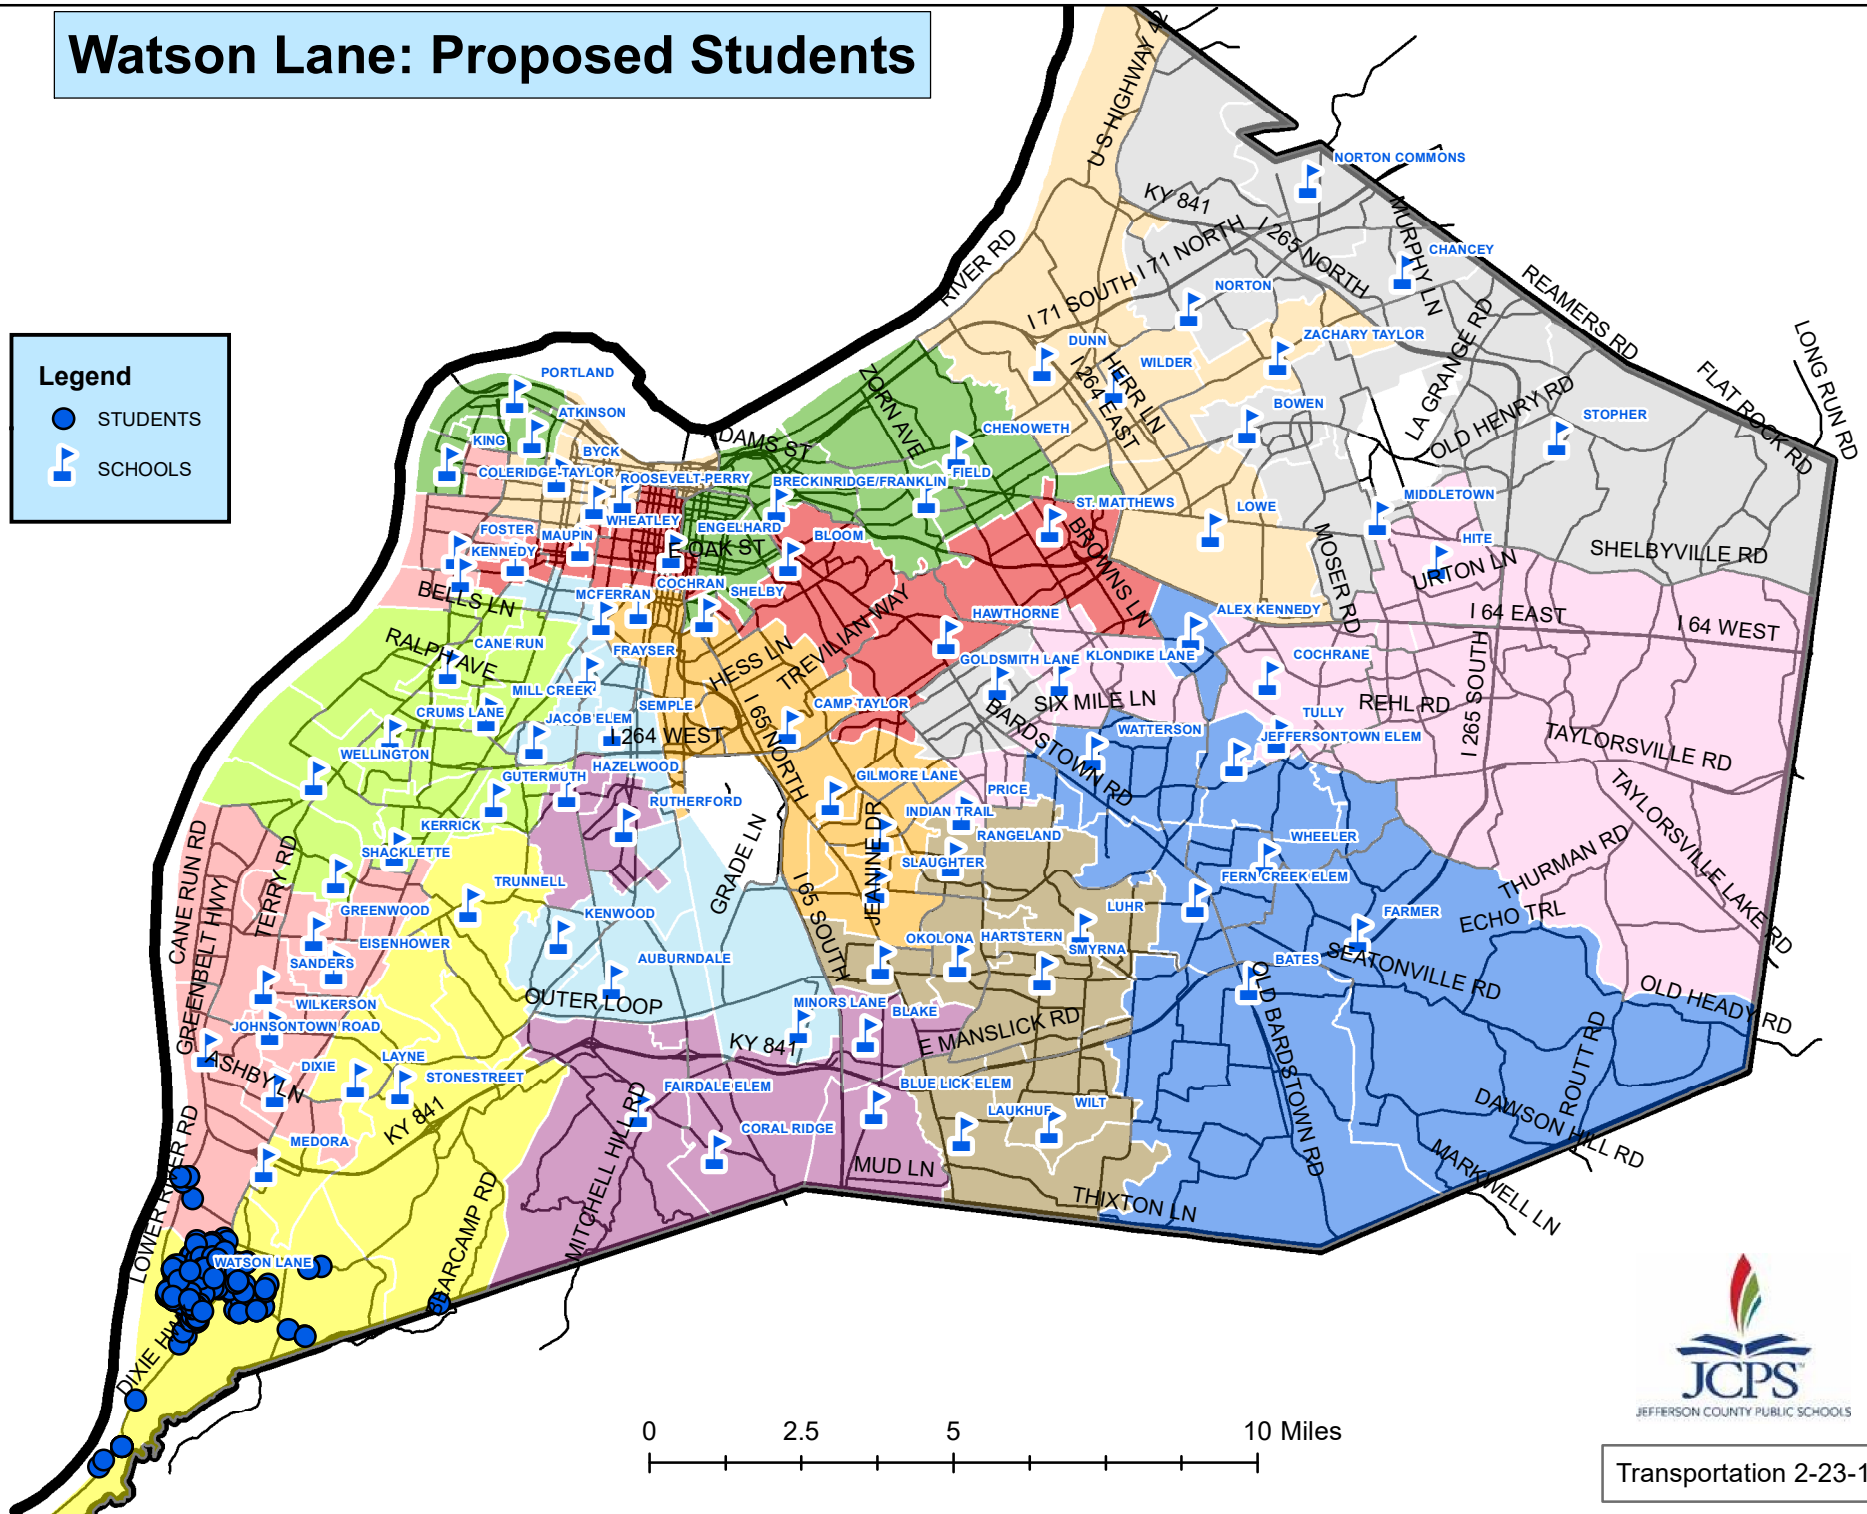 Watson Lane: Proposed Students
U S HIGHWAY 42
NORTON COMMONS
KY 841
MURPHY LN
I 265 NORTH
CHANCEY
I 71 NORTH
RIVER RD
REAMERS RD
NORTON
I 71 SOUTH
LONG RUN RD
ZACHARY TAYLOR
DUNN
WILDER
HERR LN
I 264 EAST
LA GRANGE RD
FLAT ROCK RD
Legend
STUDENTS
SCHOOLS
PORTLAND
ZORN AVE
OLD HENRY RD
BOWEN
STOPHER
ATKINSON
ADAMS ST
CHENOWETH
KING
BYCK
COLERIDGE-TAYLOR
ROOSEVELT-PERRY
BRECKINRIDGE/FRANKLIN
FIELD
MIDDLETOWN
ST. MATTHEWS
LOWE
WHEATLEY
ENGELHARD
FOSTER
MAUPIN
BLOOM
HITE
KENNEDY
E OAK ST
BROWNS LN
MOSER RD
SHELBYVILLE RD
URTON LN
COCHRAN
SHELBY
BELLS LN
MCFERRAN
HAWTHORNE
ALEX KENNEDY
I 64 EAST
I 64 WEST
RALPH AVE
CANE RUN
FRAYSER
HESS LN
TREVILIAN WAY
GOLDSMITH LANE
KLONDIKE LANE
COCHRANE
MILL CREEK
SEMPLE
CAMP TAYLOR
SIX MILE LN
REHL RD
I 265 SOUTH
CRUMS LANE
JACOB ELEM
I 65 NORTH
BARDSTOWN RD
WATTERSON
TULLY
JEFFERSONTOWN ELEM
TAYLORSVILLE RD
I 264 WEST
WELLINGTON
GUTERMUTH
HAZELWOOD
GILMORE LANE
PRICE
RUTHERFORD
INDIAN TRAIL
RANGELAND
KERRICK
WHEELER
TAYLORSVILLE LAKE RD
SHACKLETTE
GRADE LN
JEANINE DR
SLAUGHTER
THURMAN RD
CANE RUN RD
TERRY RD
TRUNNELL
FERN CREEK ELEM
GREENBELT HWY
GREENWOOD
KENWOOD
I 65 SOUTH
LUHR
FARMER
ECHO TRL
EISENHOWER
OKOLONA
HARTSTERN
SMYRNA
SANDERS
AUBURNDALE
BATES
SEATONVILLE RD
OLD HEADY RD
WILKERSON
OUTER LOOP
MINORS LANE
BLAKE
JOHNSONTOWN ROAD
E MANSLICK RD
OLD BARDSTOWN RD
ROUTT RD
ASHBY LN
DIXIE
LAYNE
STONESTREET
KY 841
KY 841
FAIRDALE ELEM
BLUE LICK ELEM
WILT
LAUKHUF
DAWSON HILL RD
LOWER RIVER RD
MEDORA
MITCHELL HILL RD
CORAL RIDGE
MUD LN
MARKWELL LN
BEARCAMP RD
THIXTON LN
WATSON LANE
DIXIE HWY
0 2.5 5 10 Miles
JCPS
JEFFERSON COUNTY PUBLIC SCHOOLS
Transportation 2-23-1